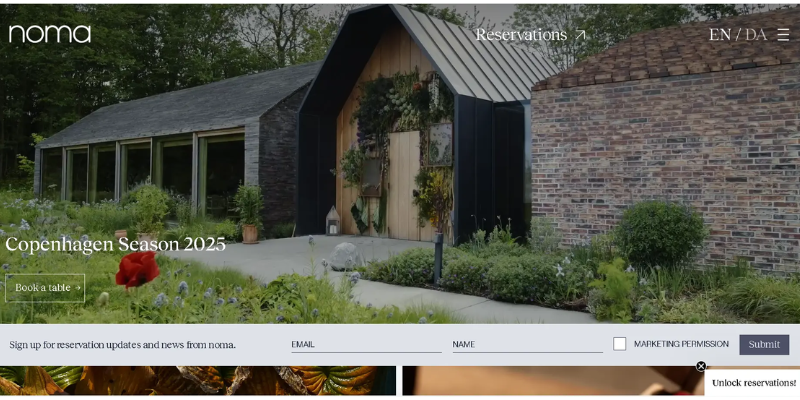 noma
Reservations
EN / DA
Copenhagen Season 2025
Book a table
Sign up for reservation updates and news from noma.
EMAIL
NAME
MARKETING PERMISSION
Submit
Unlock reservations!